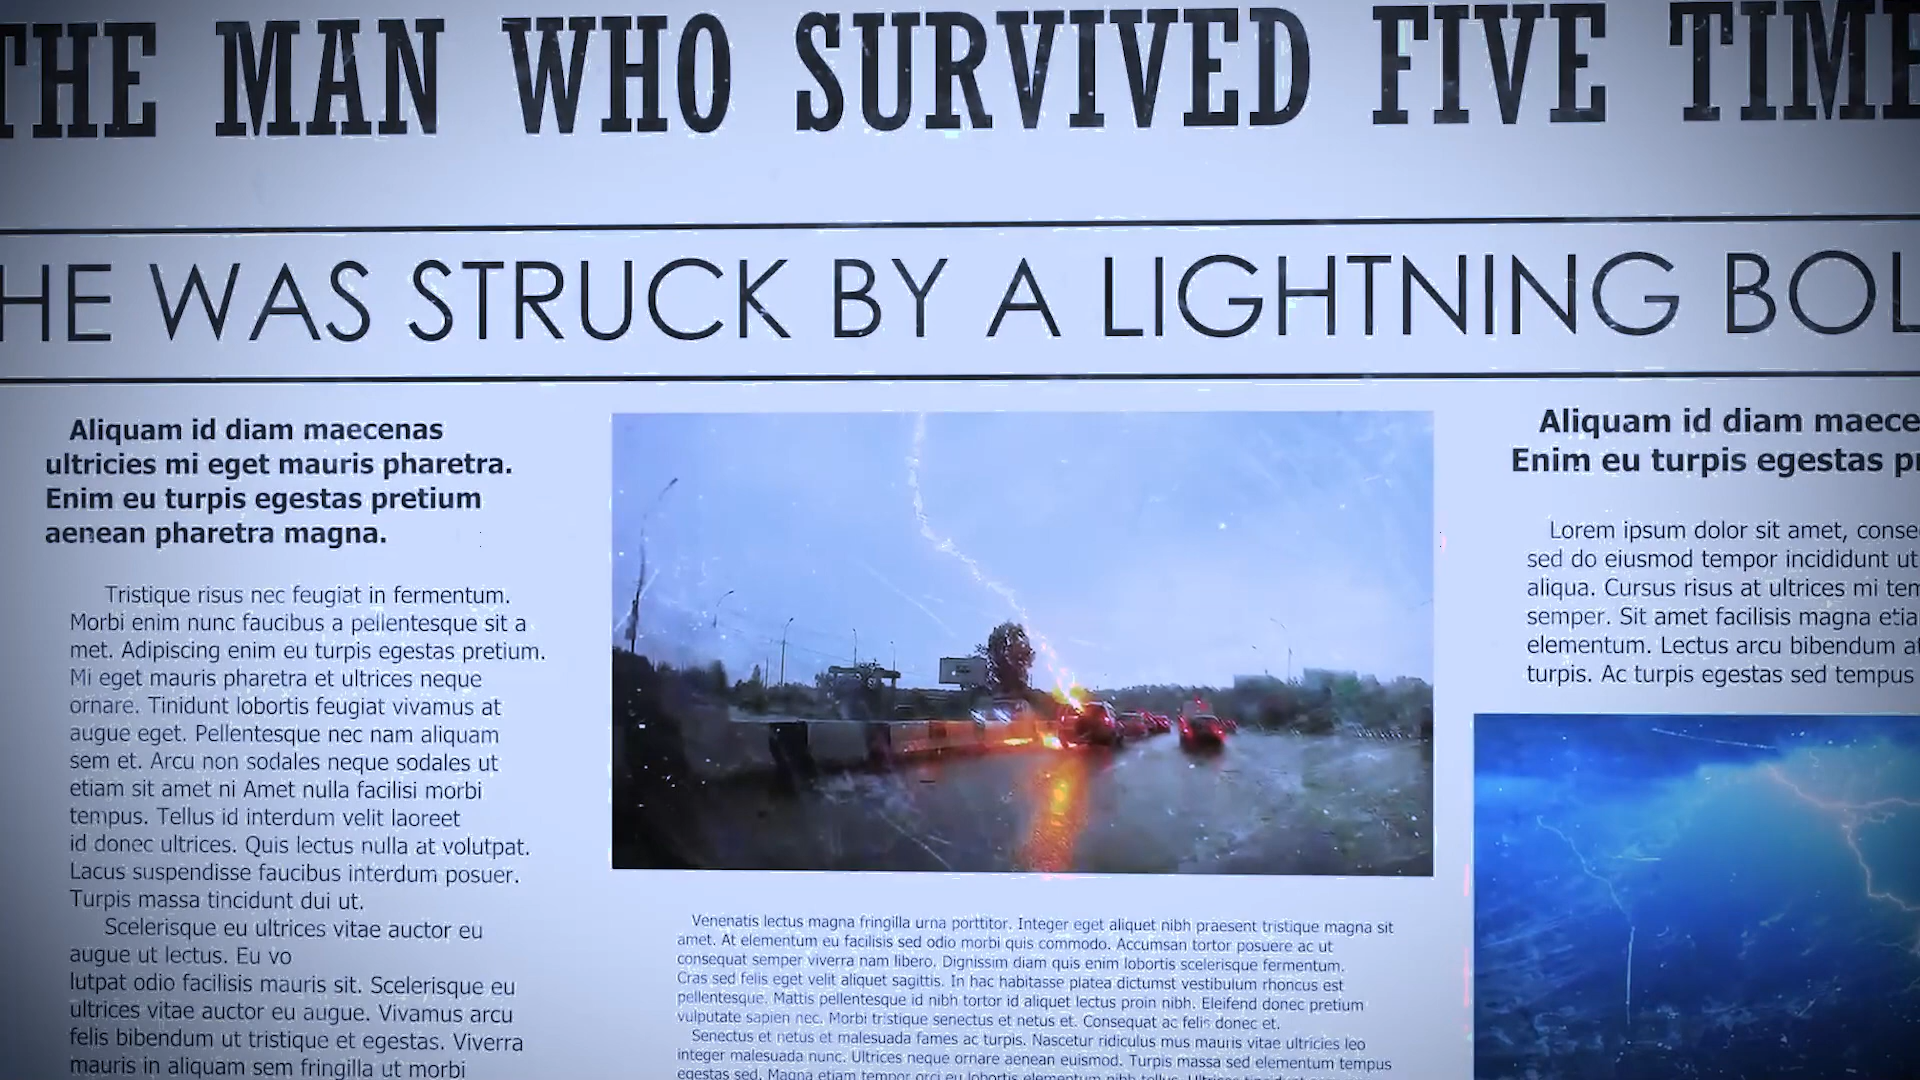 THE MAN WHO SURVIVED FIVE TIME
HE WAS STRUCK BY A LIGHTNING BOL
Aliquam id diam maecenas
ultricies mi eget mauris pharetra.
Enim eu turpis egestas pretium
aenean pharetra magna.
Tristique risus nec feugiat in fermentum.
Morbi enim nunc faucibus a pellentesque sit a
met. Adipiscing enim eu turpis egestas pretium.
Mi eget mauris pharetra et ultrices neque
ornare. Tinidunt lobortis feugiat vivamus at
augue eget. Pellentesque nec nam aliquam
sem et. Arcu non sodales neque sodales ut
etiam sit amet ni Amet nulla facilisi morbi
tempus. Tellus id interdum velit laoreet
id donec ultrices. Quis lectus nulla at volutpat.
Lacus suspendisse faucibus interdum posuer.
Turpis massa tincidunt dui ut.
Scelerisque eu ultrices vitae auctor eu
augue ut lectus. Eu vo
lutpat odio facilisis mauris sit. Scelerisque eu
ultrices vitae auctor eu augue. Vivamus arcu
felis bibendum ut tristique et egestas. Viverra
mauris in aliquam sem fringilla ut morbi
Venenatis lectus magna fringilla urna porttitor. Integer eget aliquet nibh praesent tristique magna sit
amet. At elementum eu facilisis sed odio morbi quis commodo. Accumsan tortor posuere ac ut
consequat semper viverra nam libero. Dignissim diam quis enim lobortis scelerisque fermentum.
Cras sed felis eget velit aliquet sagittis. In hac habitasse platea dictumst vestibulum rhoncus est
pellentesque. Mattis pellentesque id nibh tortor id aliquet lectus proin nibh. Eleifend donec pretium
vulputate sapien nec. Morbi tristique senectus et netus et. Consequat ac felis donec et.
Senectus et netus et malesuada fames ac turpis. Nascetur ridiculus mus mauris vitae ultricies leo
integer malesuada nunc. Ultrices neque ornare aenean euismod. Turpis massa sed elementum tempus
egestas sed. Magna etiam tempor orci eu lobortis elementum nibh tellus.
Aliquam id diam maece
Enim eu turpis egestas pr
Lorem ipsum dolor sit amet, conse
sed do eiusmod tempor incididunt ut
aliqua. Cursus risus at ultrices mi tem
semper. Sit amet facilisis magna etia
elementum. Lectus arcu bibendum at
turpis. Ac turpis egestas sed tempus